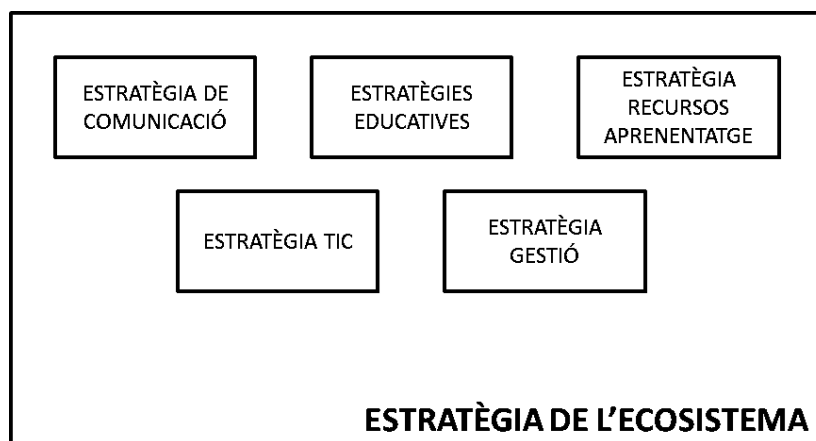 ESTRATÈGIA DE
COMUNICACIÓ
ESTRATÈGIES
EDUCATIVES
ESTRATÈGIA
RECURSOS
APRENENTATGE
ESTRATÈGIA TIC
ESTRATÈGIA
GESTIÓ
ESTRATÈGIA DE L'ECOSISTEMA